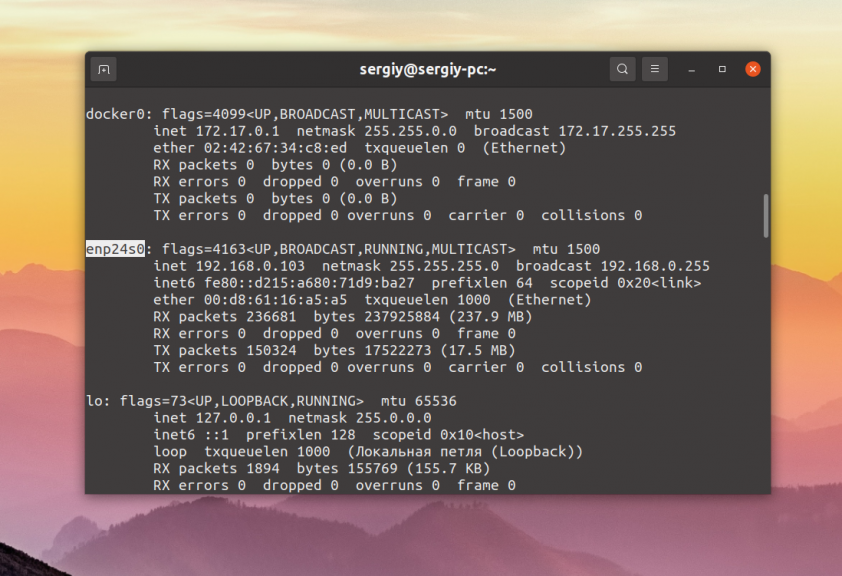 sergiy@sergiy-pc:~
docker0: flags=4099<UP,BROADCAST,MULTICAST>  mtu 1500
        inet 172.17.0.1  netmask 255.255.0.0  broadcast 172.17.255.255
        ether 02:42:67:34:c8:ed  txqueuelen 0  (Ethernet)
        RX packets 0  bytes 0 (0.0 B)
        RX errors 0  dropped 0  overruns 0  frame 0
        TX packets 0  bytes 0 (0.0 B)
        TX errors 0  dropped 0 overruns 0  carrier 0  collisions 0
enp24s0: flags=4163<UP,BROADCAST,RUNNING,MULTICAST>  mtu 1500
        inet 192.168.0.103  netmask 255.255.255.0  broadcast 192.168.0.255
        inet6 fe80::d215:a680:71d9:ba27  prefixlen 64  scopeid 0x20<link>
        ether 00:d8:61:16:a5:a5  txqueuelen 1000  (Ethernet)
        RX packets 236681  bytes 237925884 (237.9 MB)
        RX errors 0  dropped 0  overruns 0  frame 0
        TX packets 150324  bytes 17522273 (17.5 MB)
        TX errors 0  dropped 0 overruns 0  carrier 0  collisions 0
lo: flags=73<UP,LOOPBACK,RUNNING>  mtu 65536
        inet 127.0.0.1  netmask 255.0.0.0
        inet6 ::1  prefixlen 128  scopeid 0x10<host>
        loop  txqueuelen 1000  (Локальная петля (Loopback))
        RX packets 1894  bytes 155769 (155.7 KB)
        RX errors 0  dropped 0  overruns 0  frame 0